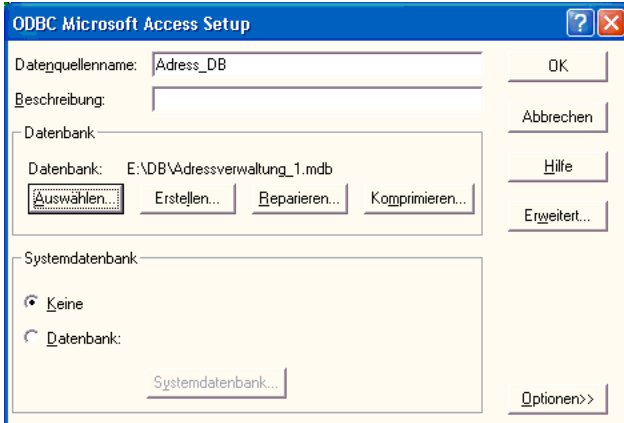 ODBC Microsoft Access Setup
Datenquellenname: Adress_DB OK
Beschreibung:
Abbrechen
Datenbank
Datenbank: E:\DB\Adressverwaltung_1.mdb Hilfe
Auswählen... Erstellen... Reparieren... Komprimieren...
Erweitert...
Systemdatenbank
Keine
Datenbank:
Systemdatenbank...
Optionen>>